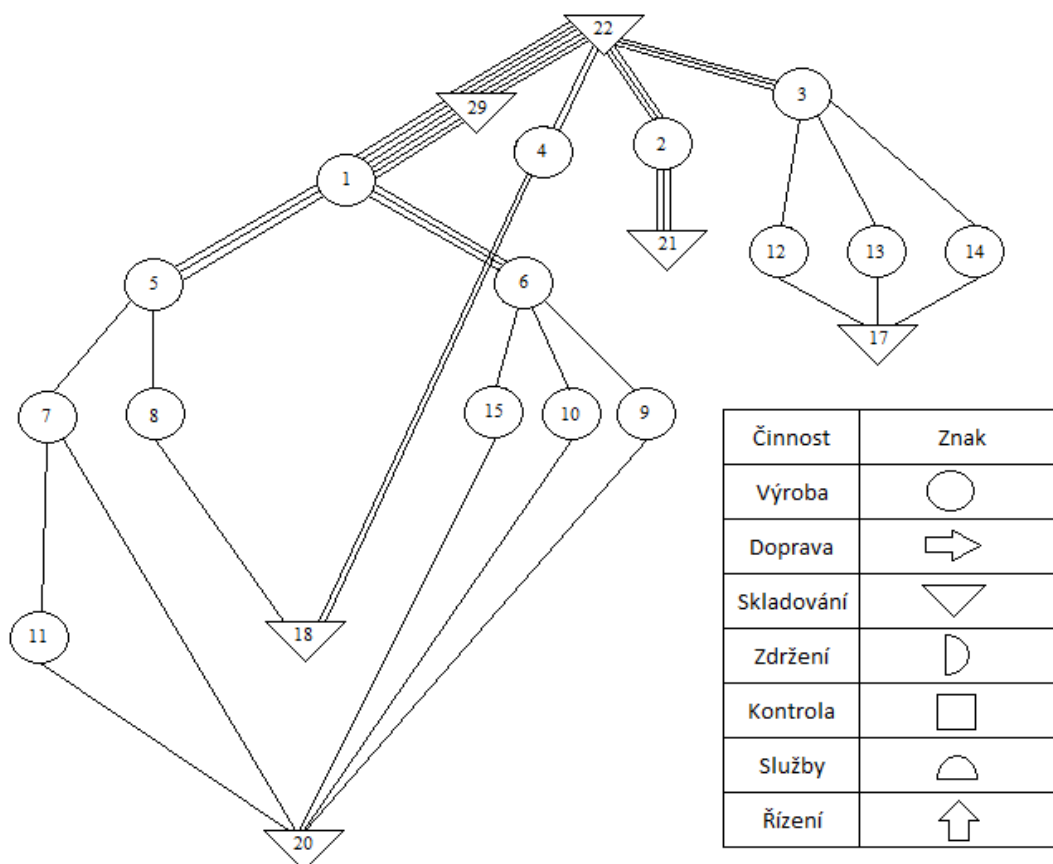 22
3
29
4
2
1
21
12
13
14
5
6
17
7
8
15
10
9
11
18
20
Činnost Znak
Výroba
Doprava
Skladování
Zdržení
Kontrola
Služby
Řízení